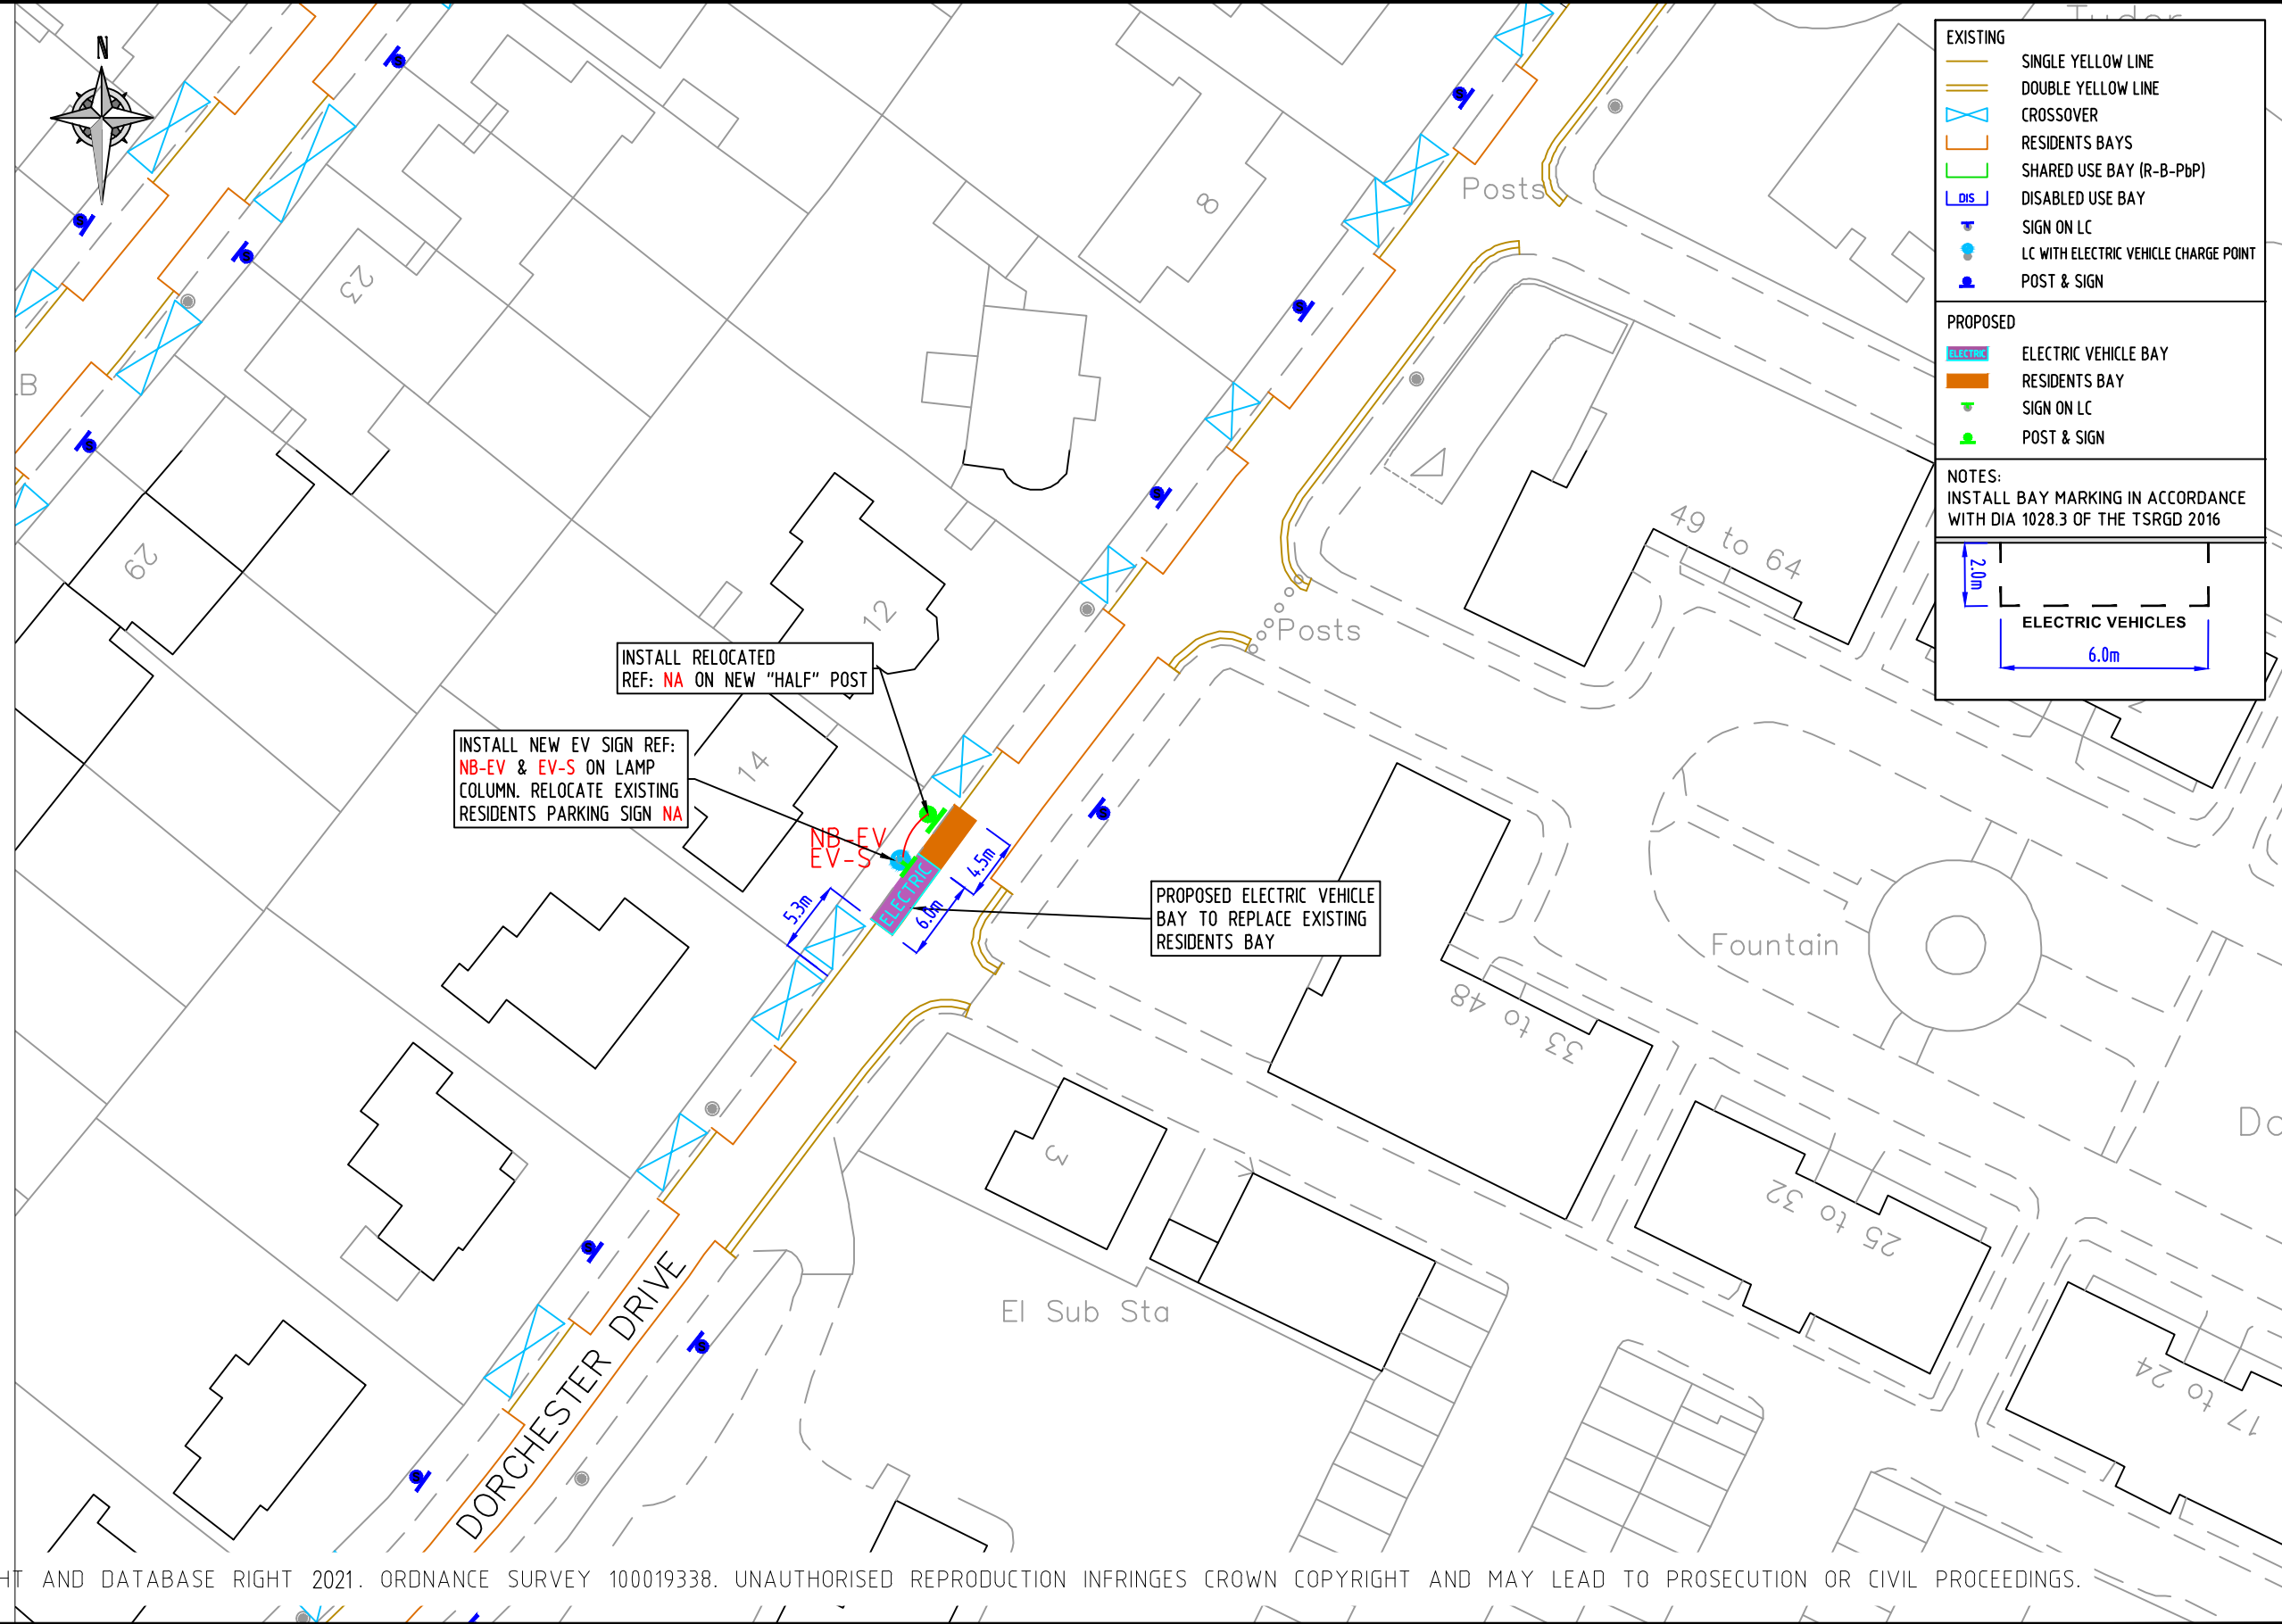 N
Tudor
Posts
8
23
LB
29
12
49 to 64
Posts
INSTALL RELOCATED
REF: NA ON NEW "HALF" POST
INSTALL NEW EV SIGN REF:
NB-EV & EV-S ON LAMP
COLUMN. RELOCATE EXISTING
RESIDENTS PARKING SIGN NA
14
NB-EV
EV-S
ELECTRIC
4.5m
6.0m
5.3m
PROPOSED ELECTRIC VEHICLE
BAY TO REPLACE EXISTING
RESIDENTS BAY
Fountain
33 to 48
3
25 to 32
17 to 24
El Sub Sta
DORCHESTER DRIVE
EXISTING
SINGLE YELLOW LINE
DOUBLE YELLOW LINE
CROSSOVER
RESIDENTS BAYS
SHARED USE BAY (R-B-PbP)
DIS DISABLED USE BAY
SIGN ON LC
LC WITH ELECTRIC VEHICLE CHARGE POINT
POST & SIGN
PROPOSED
ELECTRIC ELECTRIC VEHICLE BAY
RESIDENTS BAY
SIGN ON LC
POST & SIGN
NOTES:
INSTALL BAY MARKING IN ACCORDANCE
WITH DIA 1028.3 OF THE TSRGD 2016
2.0m
ELECTRIC VEHICLES
6.0m
HT AND DATABASE RIGHT 2021. ORDNANCE SURVEY 100019338. UNAUTHORISED REPRODUCTION INFRINGES CROWN COPYRIGHT AND MAY LEAD TO PROSECUTION OR CIVIL PROCEEDINGS.